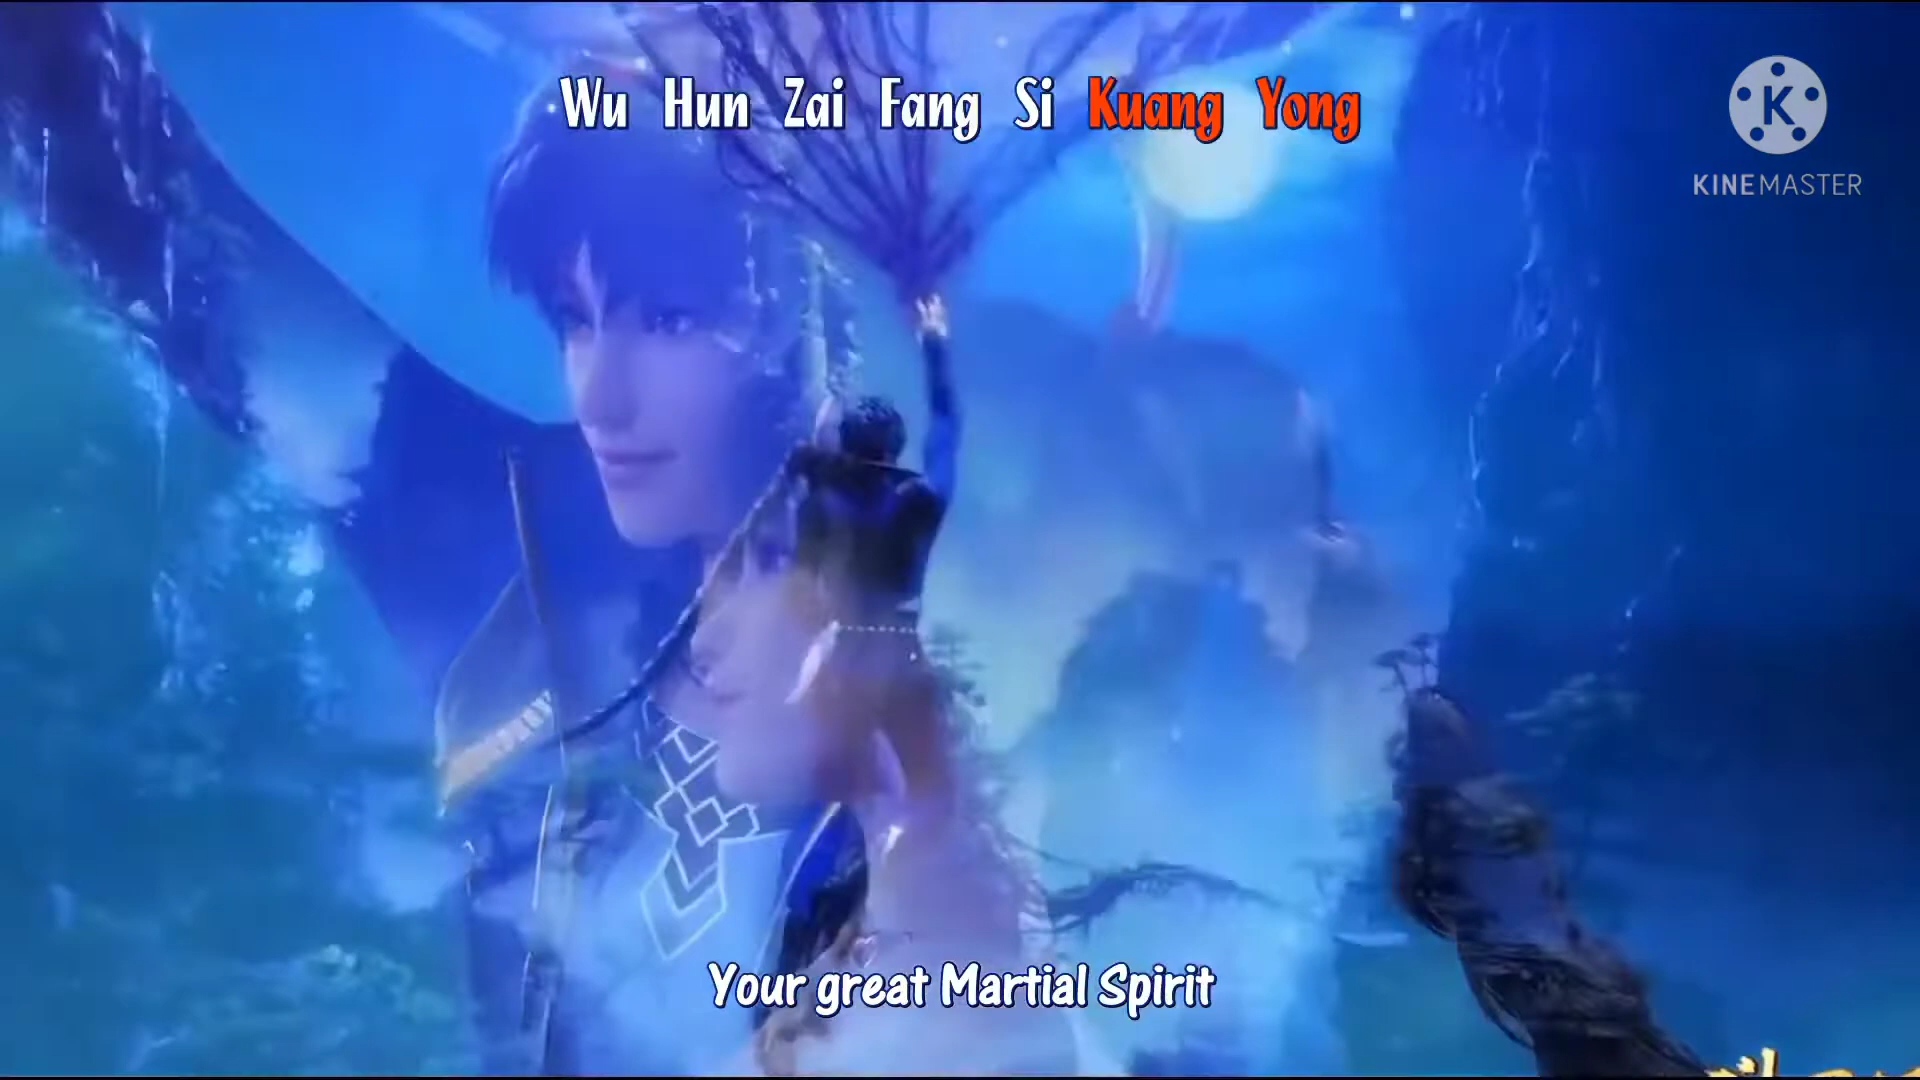 Wu Hun Zai Fang Si Kuang Yong
K
KINEMASTER
Your great Martial Spirit